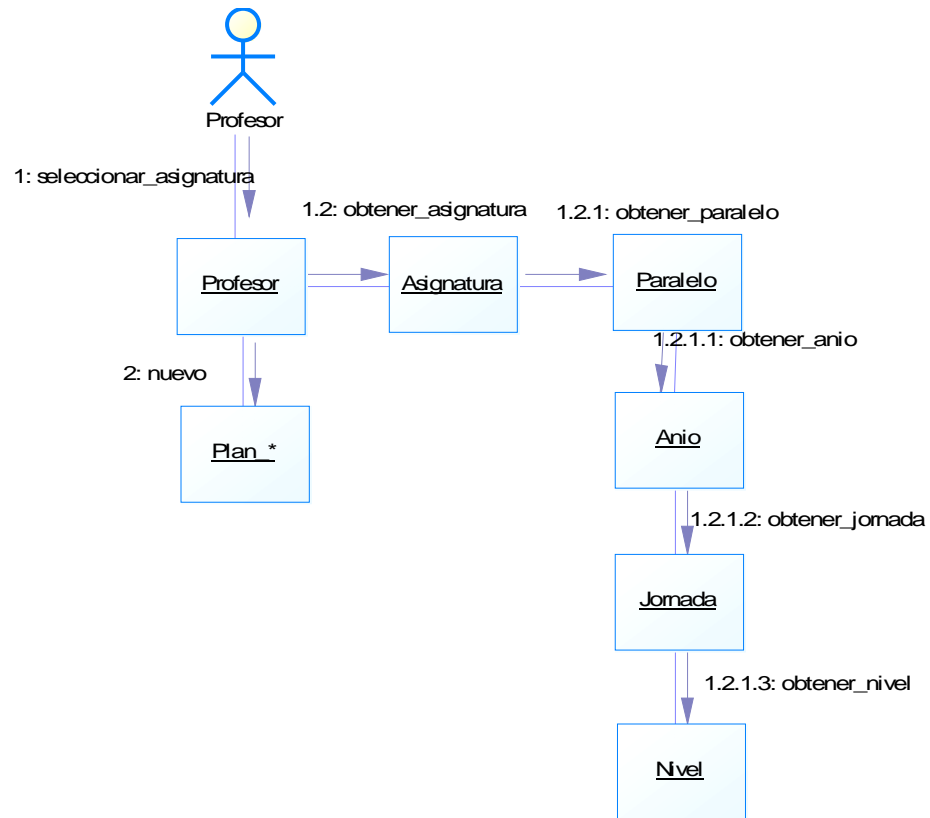 Profesor
1: seleccionar_asignatura
1.2: obtener_asignatura
1.2.1: obtener_paralelo
Profesor
Asignatura
Paralelo
1.2.1.1: obtener_anio
2: nuevo
Plan_*
Anio
1.2.1.2: obtener_jornada
Jornada
1.2.1.3: obtener_nivel
Nivel